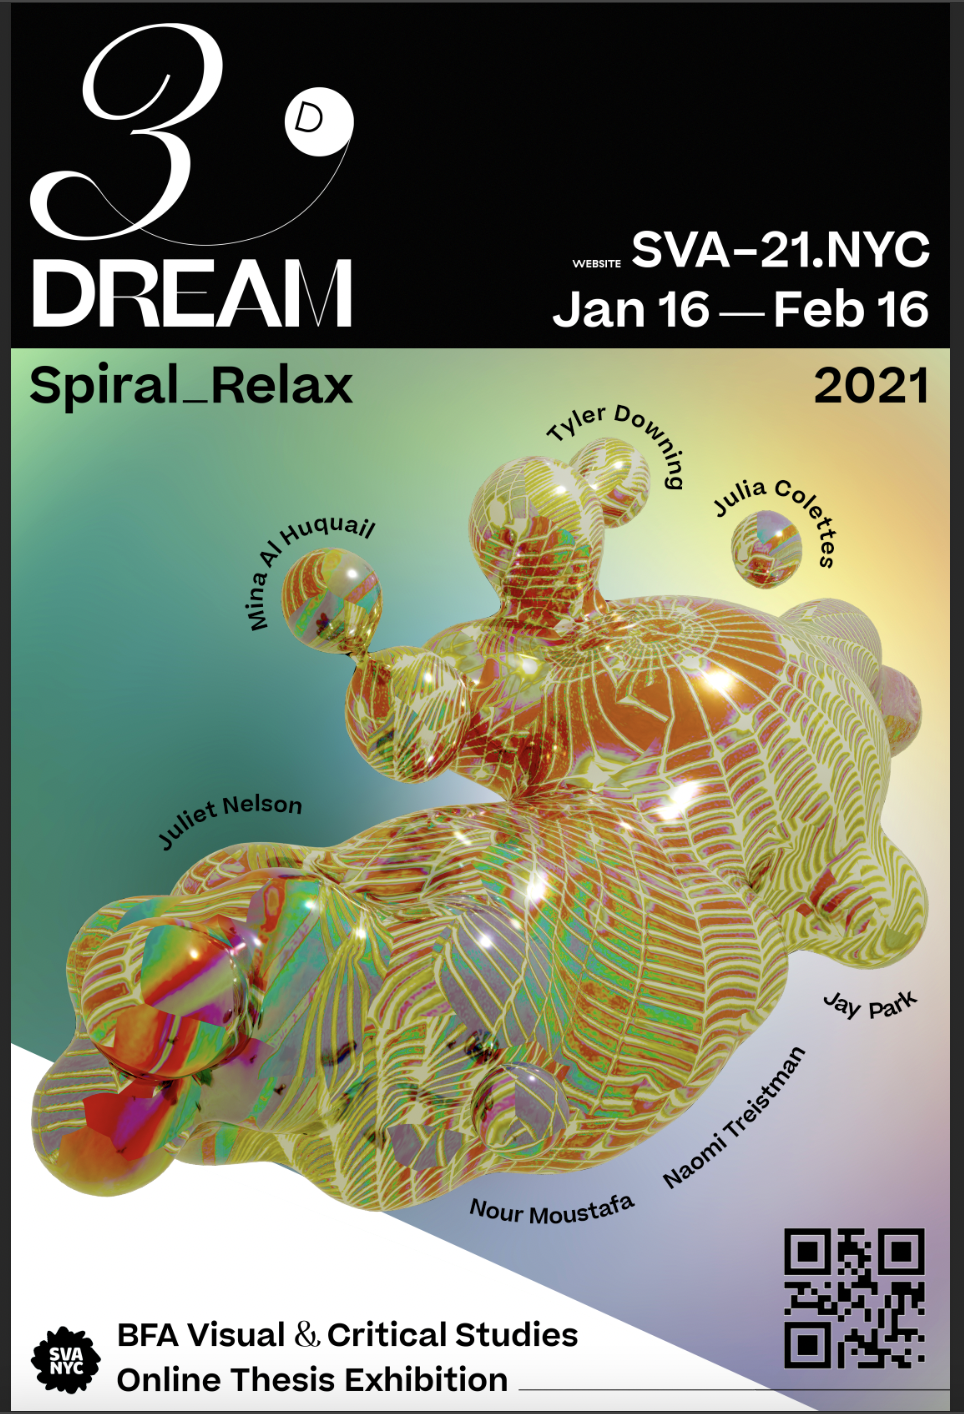 3
D
DREAM
WEBSITE SVA-21.NYC
Jan 16 — Feb 16
Spiral_Relax
2021
Tyler Downing
Julia Colettes
Mina Al Huquail
Juliet Nelson
Jay Park
Naomi Treistman
Nour Moustafa
SVA
NYC
BFA Visual & Critical Studies
Online Thesis Exhibition